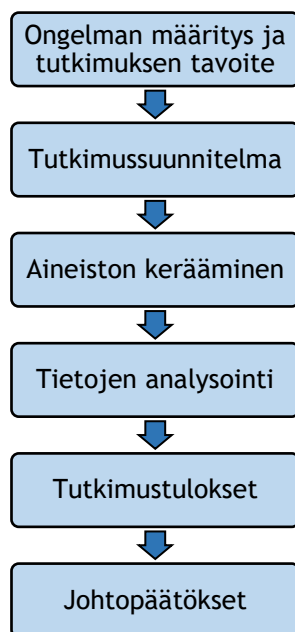 Ongelman määritys ja
tutkimuksen tavoite
Tutkimussuunnitelma
Aineiston kerääminen
Tietojen analysointi
Tutkimustulokset
Johtopäätökset